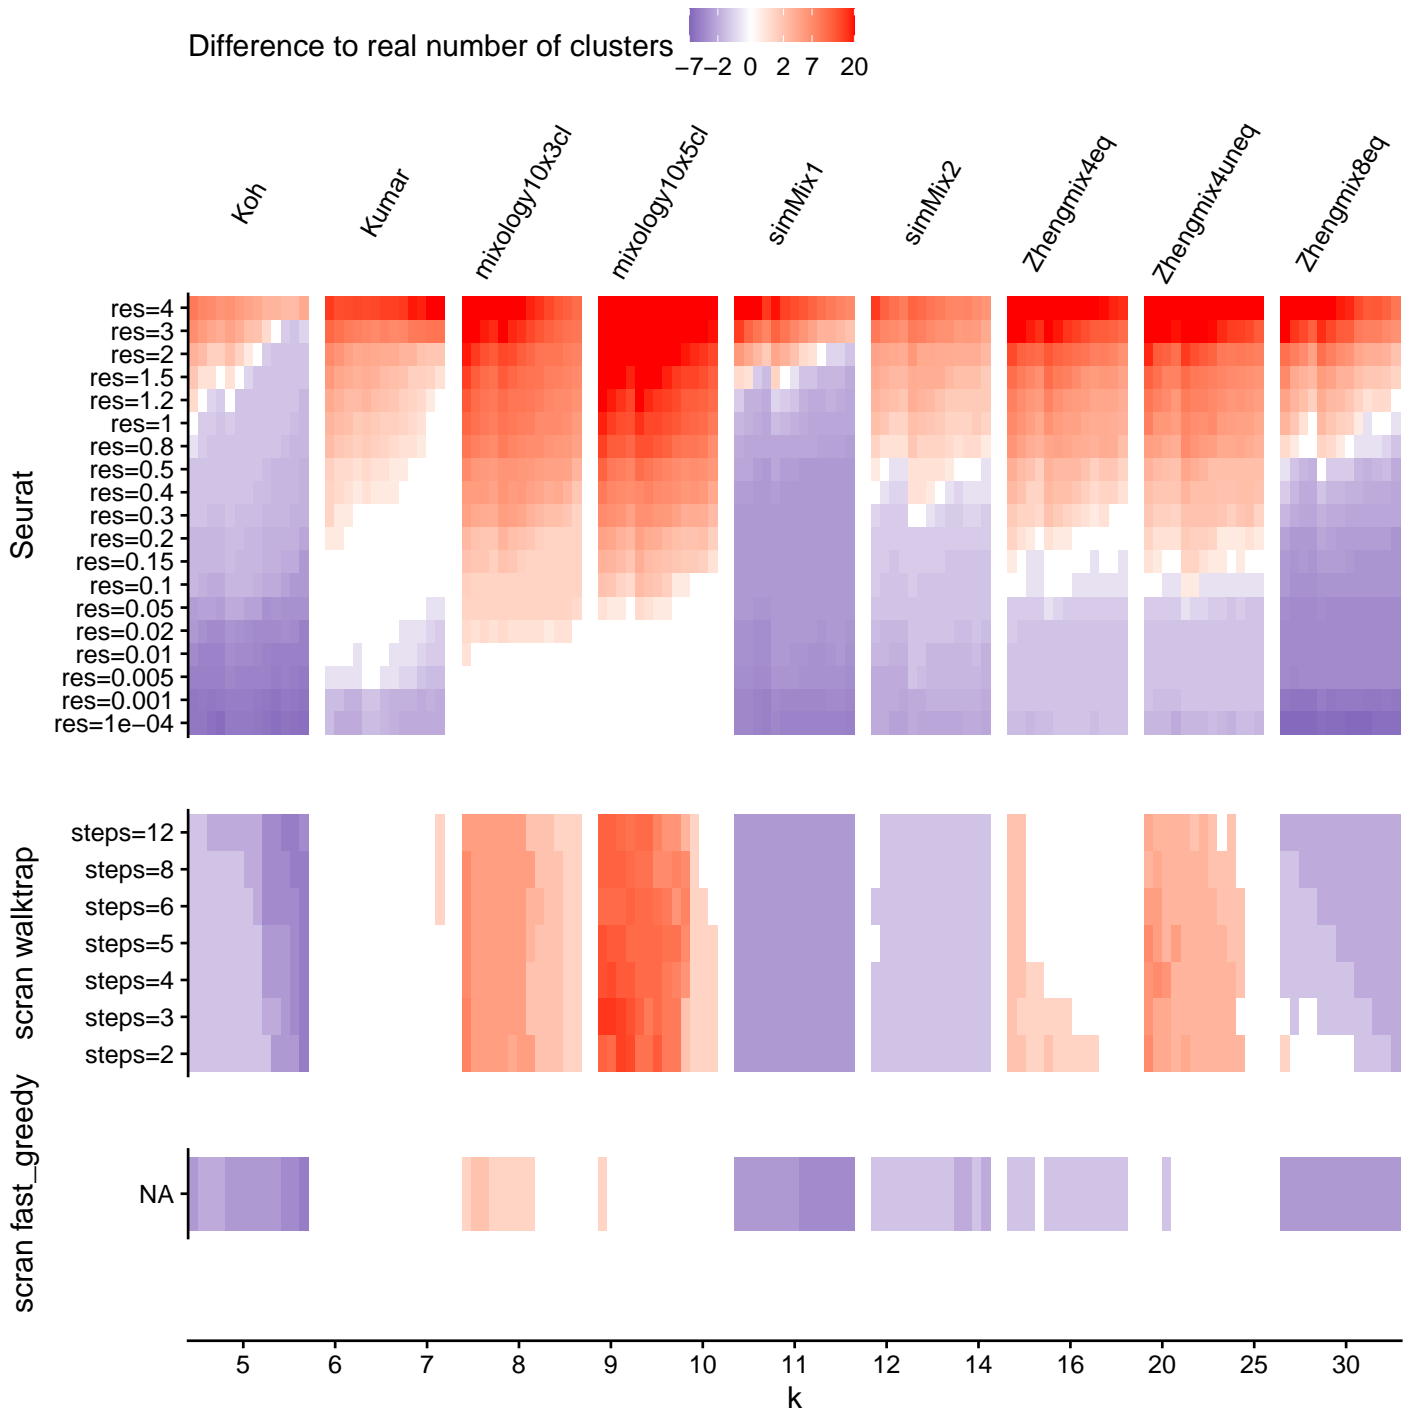 Difference to real number of clusters
−7 −2 0 2 7 20
Koh
Kumar
mixology10x3cl
mixology10x5cl
simMix1
simMix2
Zhengmix4eq
Zhengmix4uneq
Zhengmix8eq
Seurat
res=4
res=3
res=2
res=1.5
res=1.2
res=1
res=0.8
res=0.5
res=0.4
res=0.3
res=0.2
res=0.15
res=0.1
res=0.05
res=0.02
res=0.01
res=0.005
res=0.001
res=1e−04
scran walktrap
steps=12
steps=8
steps=6
steps=5
steps=4
steps=3
steps=2
scran fast_greedy
NA
5 6 7 8 9 10 11 12 14 16 20 25 30
k